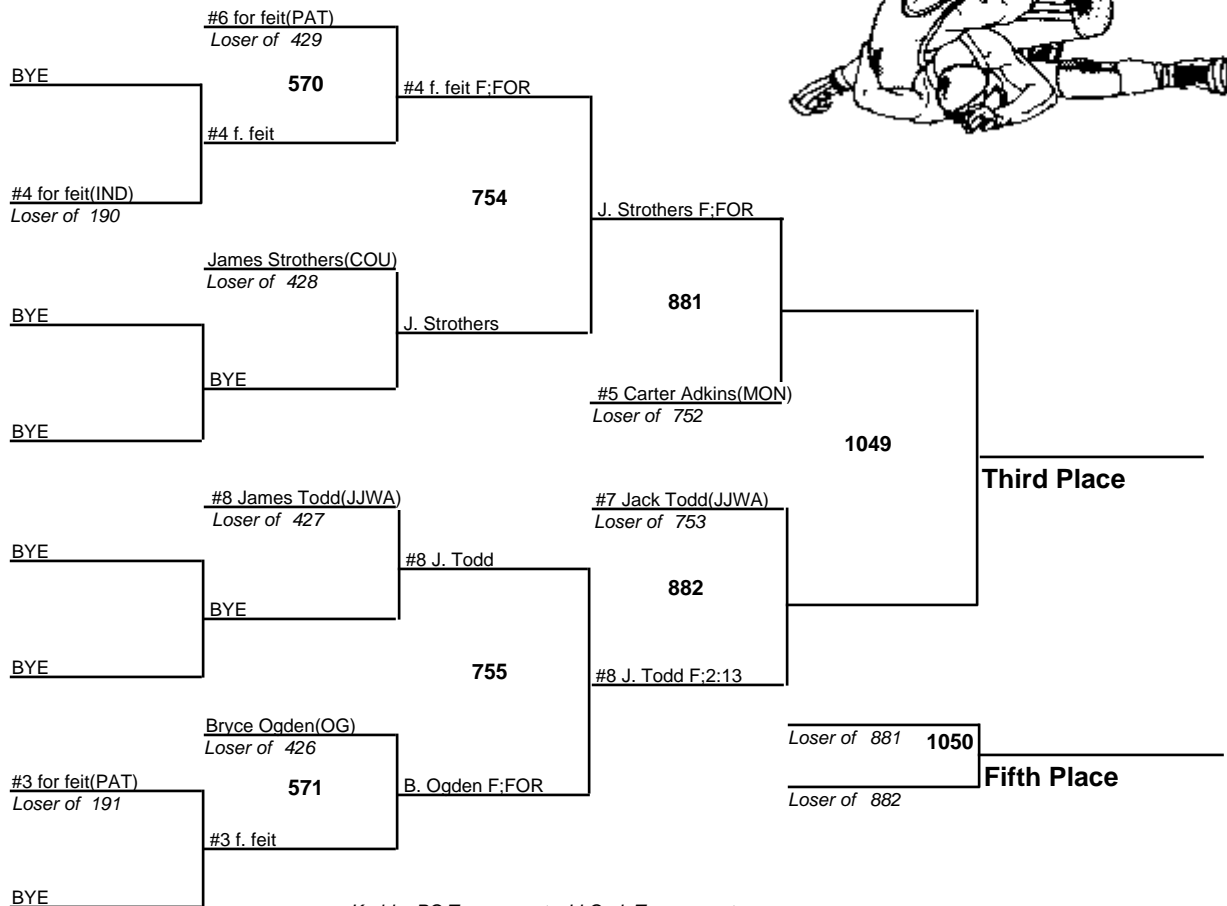 #6 for feit(PAT)
Loser of 429
BYE
570
#4 f. feit F;FOR
#4 f. feit
#4 for feit(IND)
Loser of 190
754
J. Strothers F;FOR
James Strothers(COU)
Loser of 428
881
BYE
J. Strothers
BYE
#5 Carter Adkins(MON)
Loser of 752
BYE
1049
Third Place
#8 James Todd(JJWA)
Loser of 427
#7 Jack Todd(JJWA)
Loser of 753
BYE
#8 J. Todd
882
BYE
BYE
755
#8 J. Todd F;2:13
Bryce Ogden(OG)
Loser of 426
Loser of 881
1050
#3 for feit(PAT)
Loser of 191
571
B. Ogden F;FOR
Fifth Place
Loser of 882
#3 f. feit
BYE